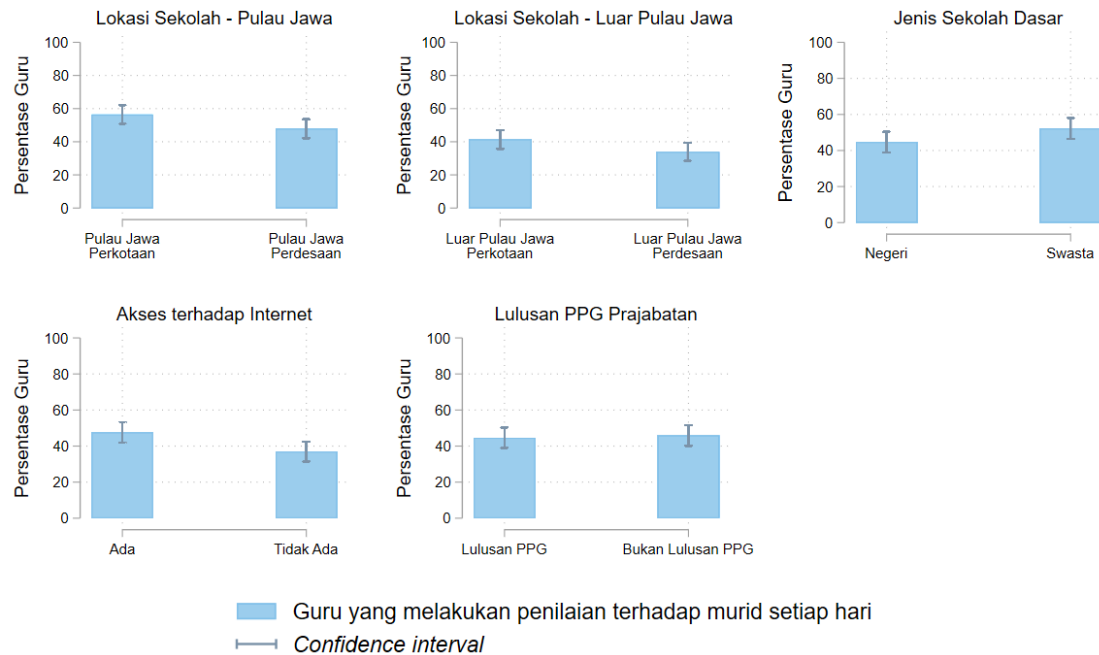 Lokasi Sekolah - Pulau Jawa
Persentase Guru
100
80
60
40
20
0
Pulau Jawa
Perkotaan
Pulau Jawa
Perdesaan
Lokasi Sekolah - Luar Pulau Jawa
Persentase Guru
100
80
60
40
20
0
Luar Pulau Jawa
Perkotaan
Luar Pulau Jawa
Perdesaan
Jenis Sekolah Dasar
Persentase Guru
100
80
60
40
20
0
Negeri
Swasta
Akses terhadap Internet
Persentase Guru
100
80
60
40
20
0
Ada
Tidak Ada
Lulusan PPG Prajabatan
Persentase Guru
100
80
60
40
20
0
Lulusan PPG
Bukan Lulusan PPG
Guru yang melakukan penilaian terhadap murid setiap hari
Confidence interval